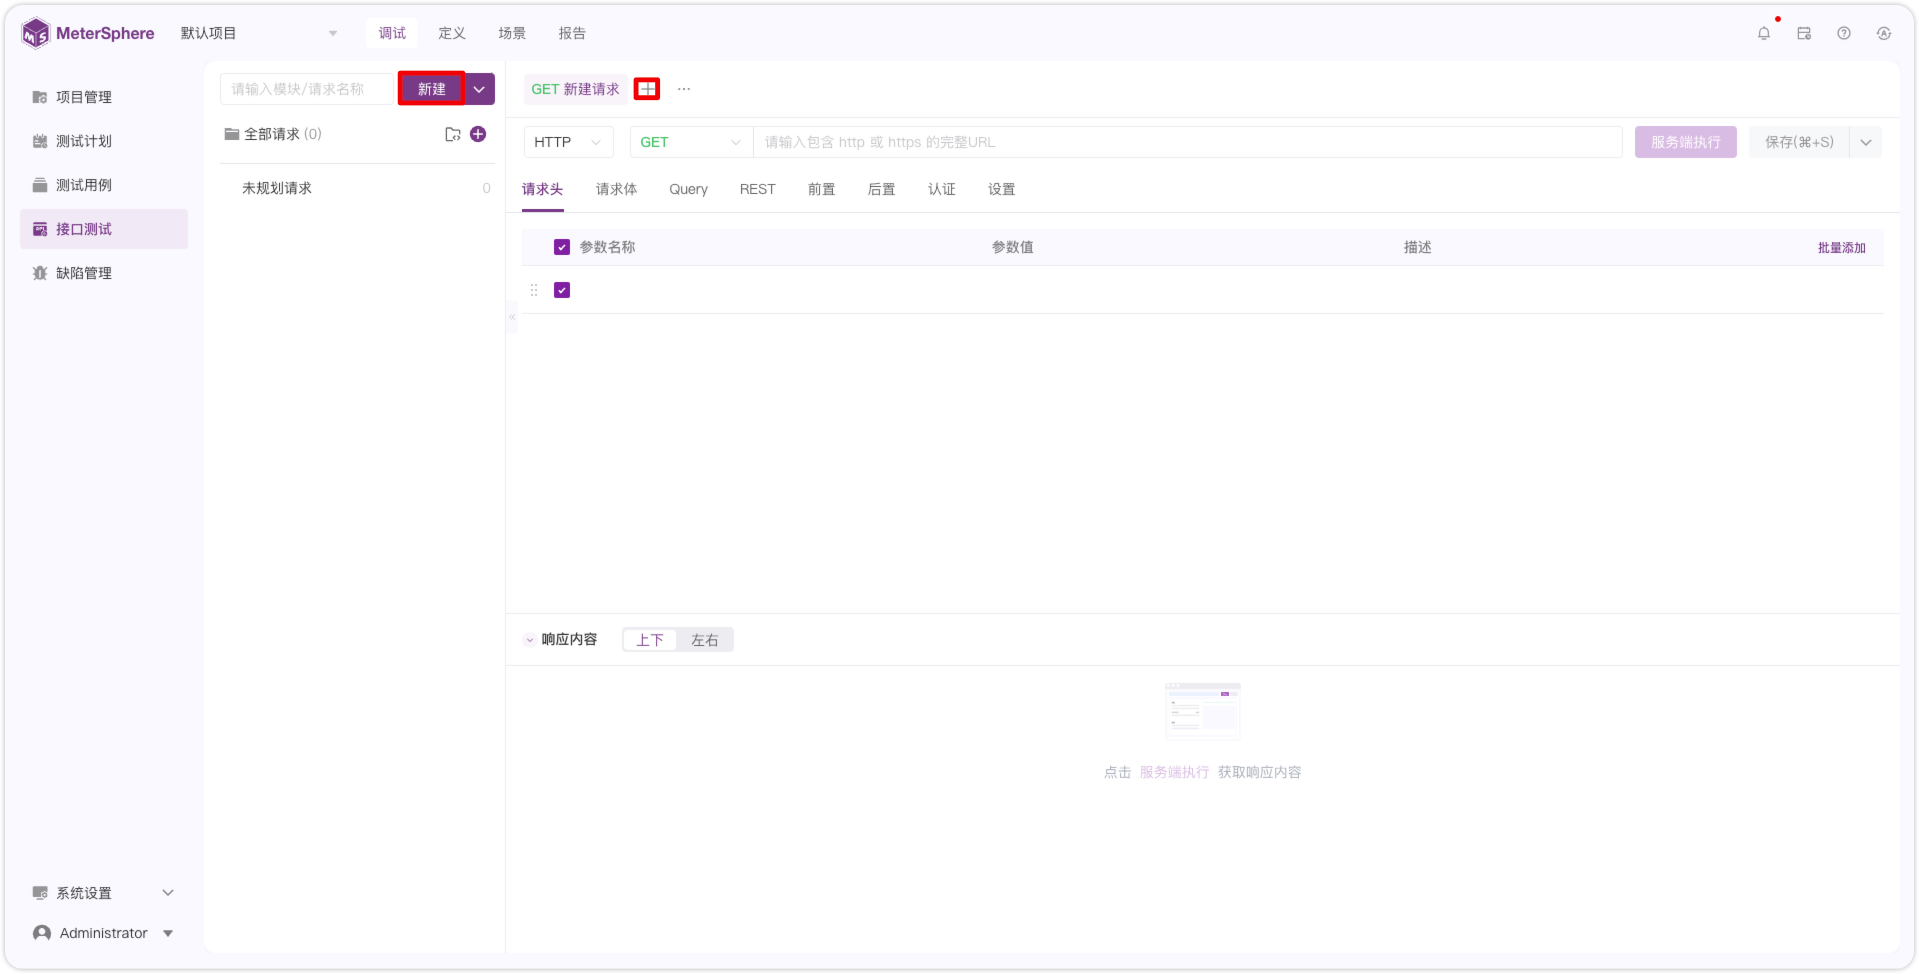 MeterSphere
默认项目
调试 定义 场景 报告
项目管理
测试计划
测试用例
接口测试
缺陷管理
系统设置
Administrator
请输入模块/请求名称 新建
全部请求 (0)
未规划请求 0
GET 新建请求 + ···
HTTP GET 请输入包含 http 或 https 的完整URL 服务端执行 保存(⌘+S)
请求头 请求体 Query REST 前置 后置 认证 设置
参数名称 参数值 描述 批量添加
响应内容 上下 左右
点击 服务端执行 获取响应内容